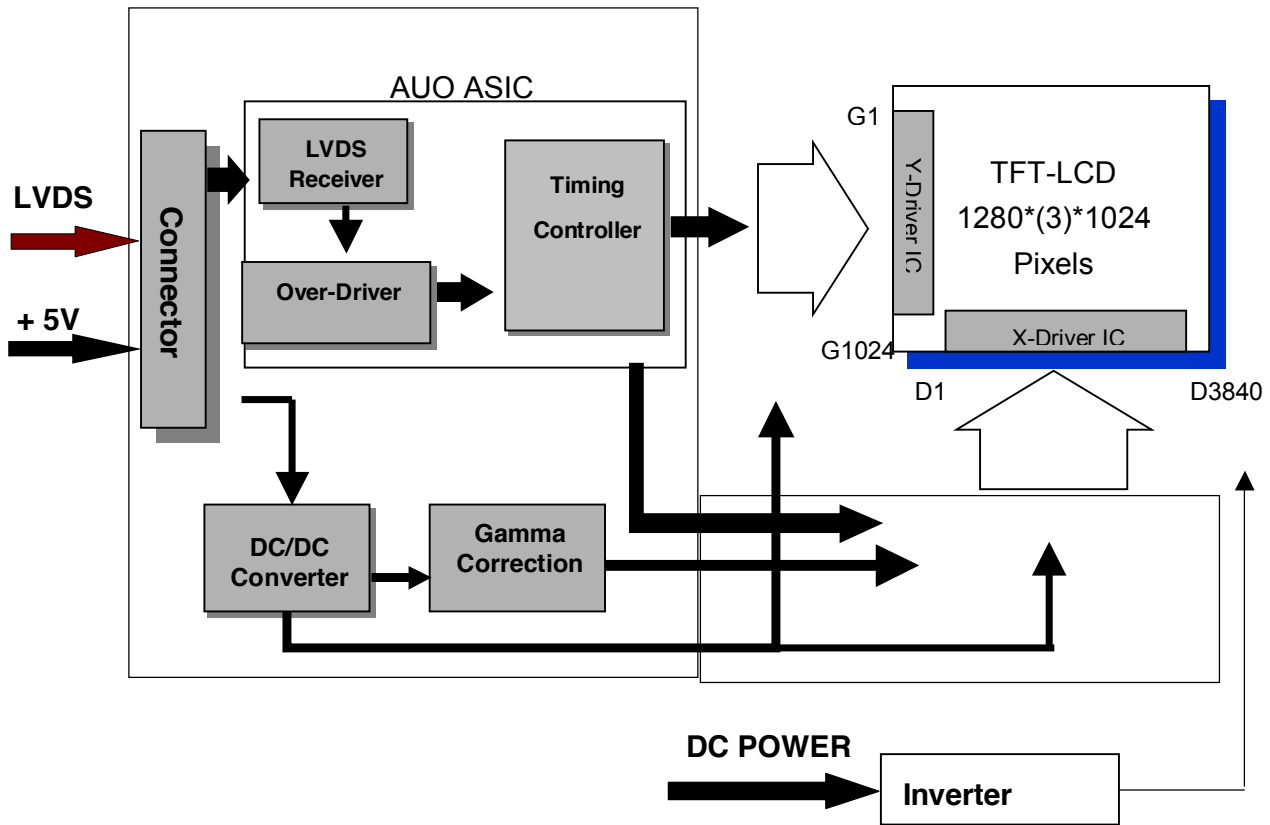 AUO ASIC
LVDS
Receiver
Timing
Controller
Over-Driver
LVDS
+ 5V
Connector
G1
Y-Driver IC
TFT-LCD
1280*(3)*1024
Pixels
X-Driver IC
G1024
D1
D3840
DC/DC
Converter
Gamma
Correction
DC POWER
Inverter